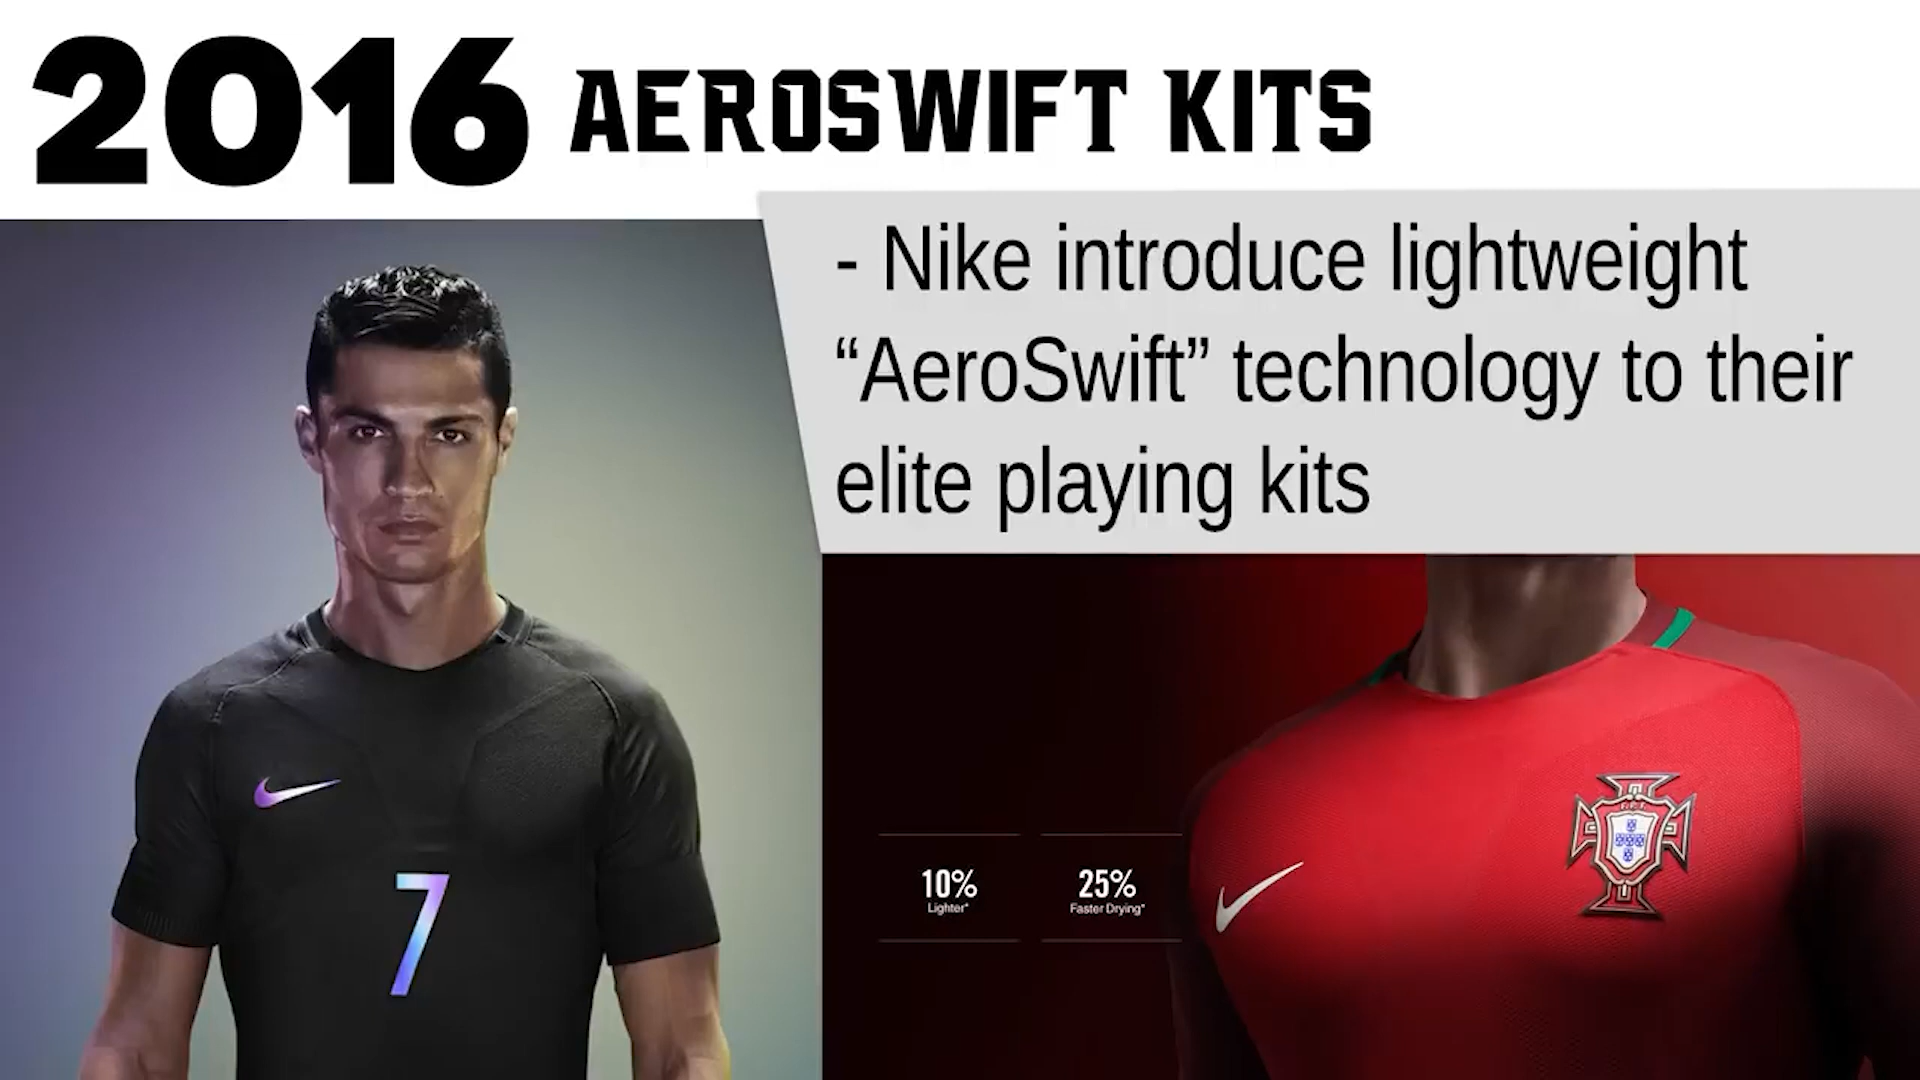 2016 AEROSWIFT KITS
- Nike introduce lightweight
“AeroSwift” technology to their
elite playing kits
7
10%
Lighter*
25%
Faster Drying*